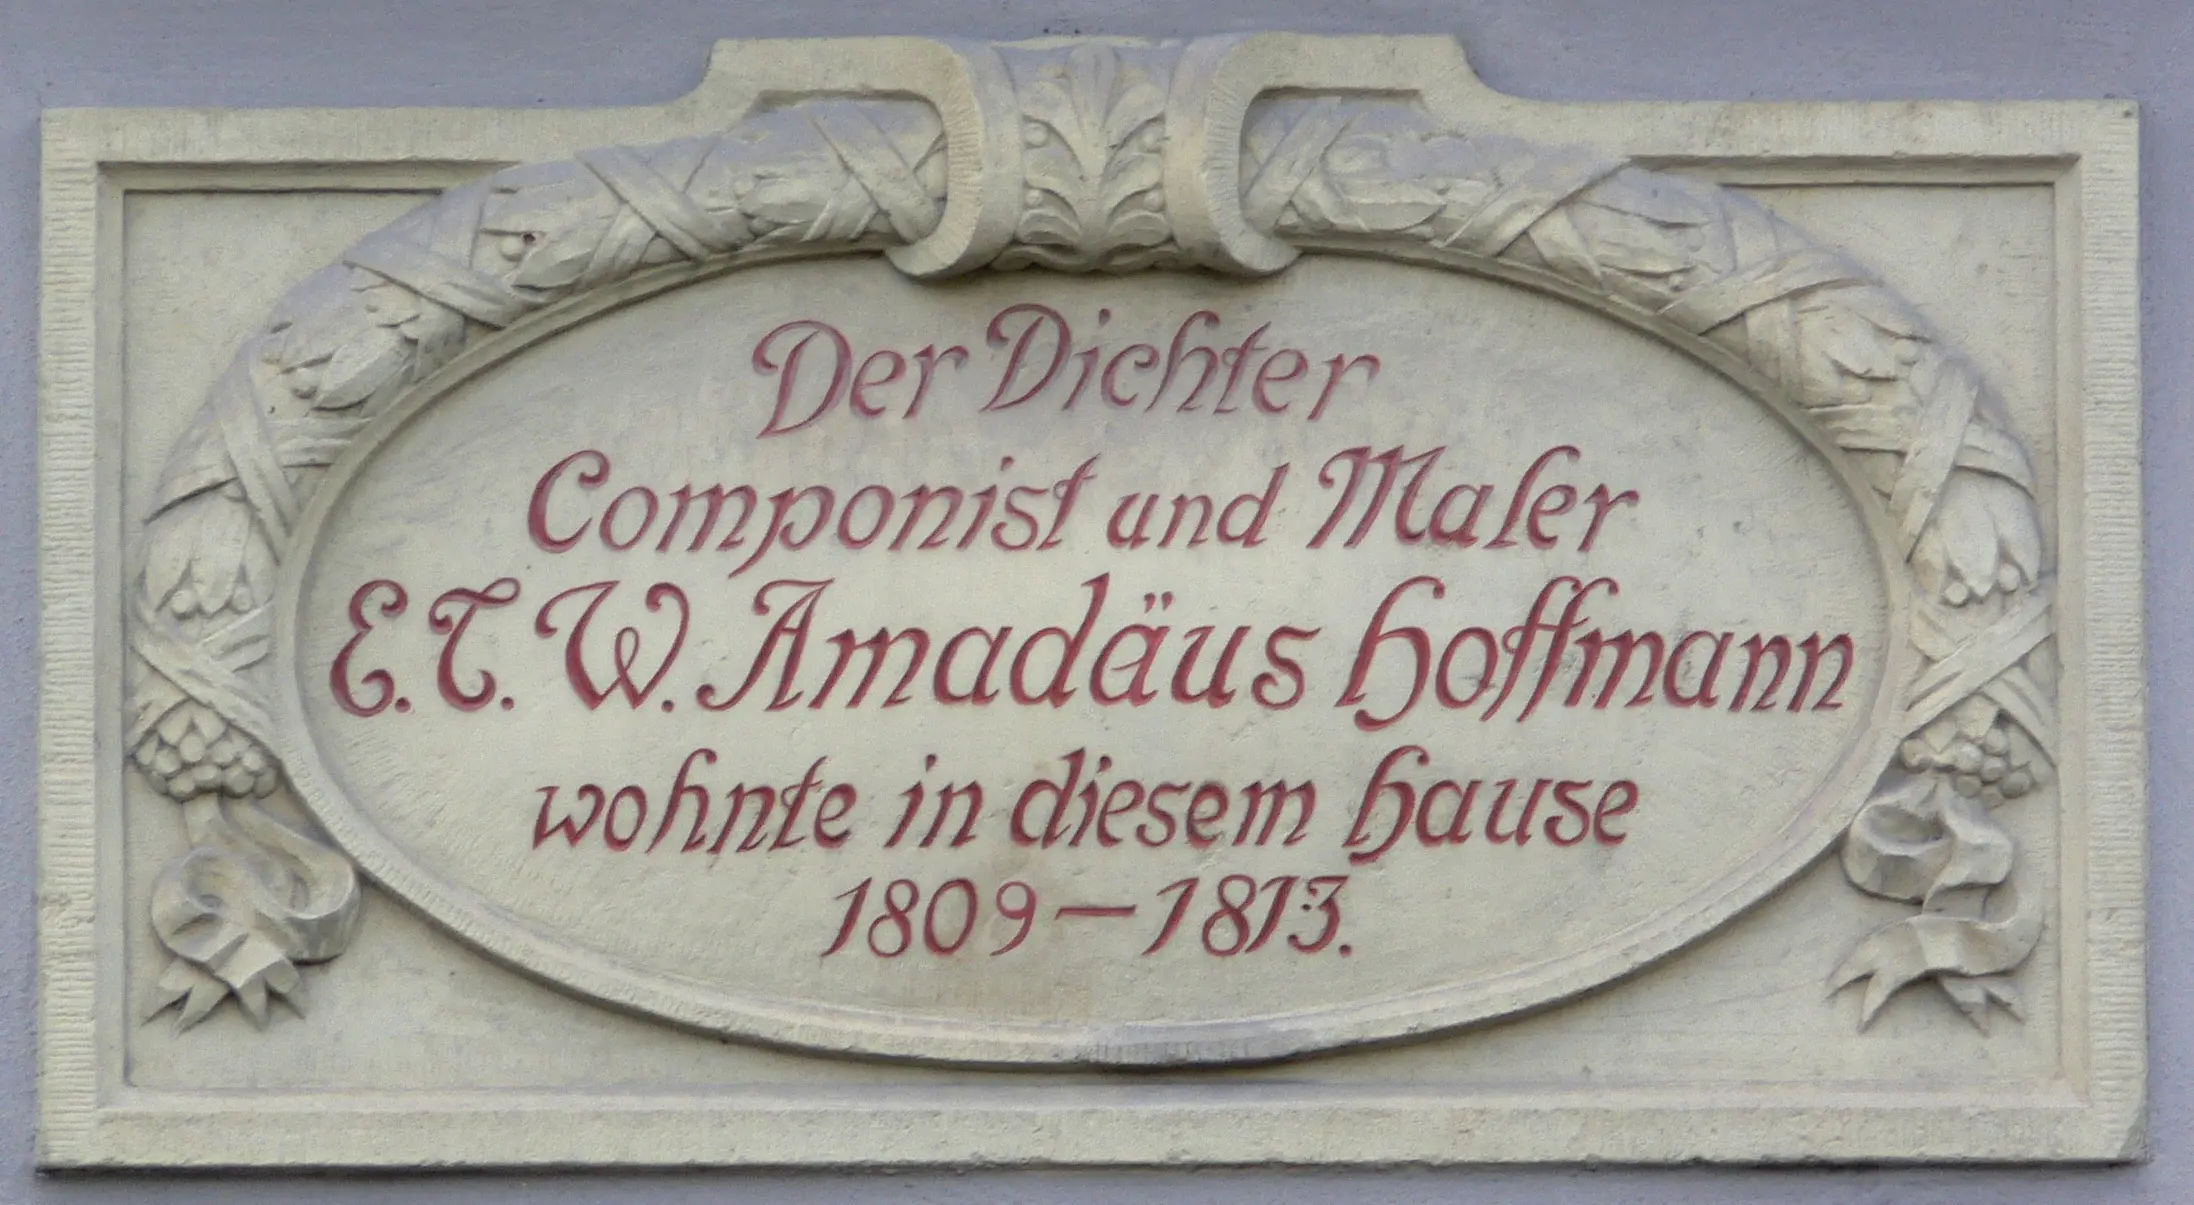 Der Dichter
Componist und Maler
E. T. W. Amadäus Hoffmann
wohnte in diesem Hause
1809 – 1813.